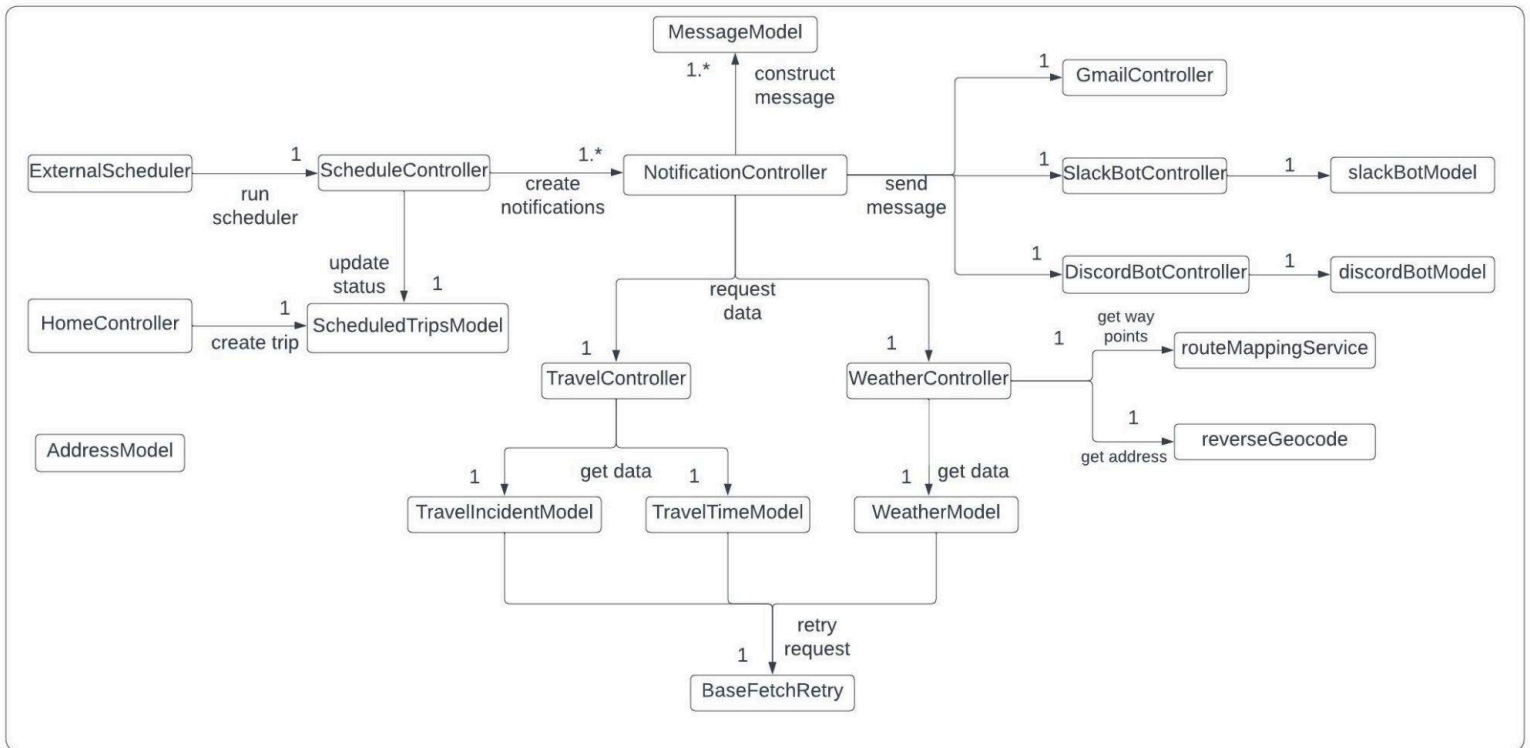 MessageModel
1.*
construct
message
1
GmailController
ExternalScheduler
1
run
scheduler
ScheduleController
1.*
create
notifications
NotificationController
send
message
1
SlackBotController
1
slackBotModel
update
status
1
1
DiscordBotController
1
discordBotModel
HomeController
1
create trip
ScheduledTripsModel
request
data
1
TravelController
1
WeatherController
1
get way
points
routeMappingService
1
get address
reverseGeocode
AddressModel
1
get data
1
1
get data
TravelIncidentModel
TravelTimeModel
WeatherModel
retry
request
1
BaseFetchRetry